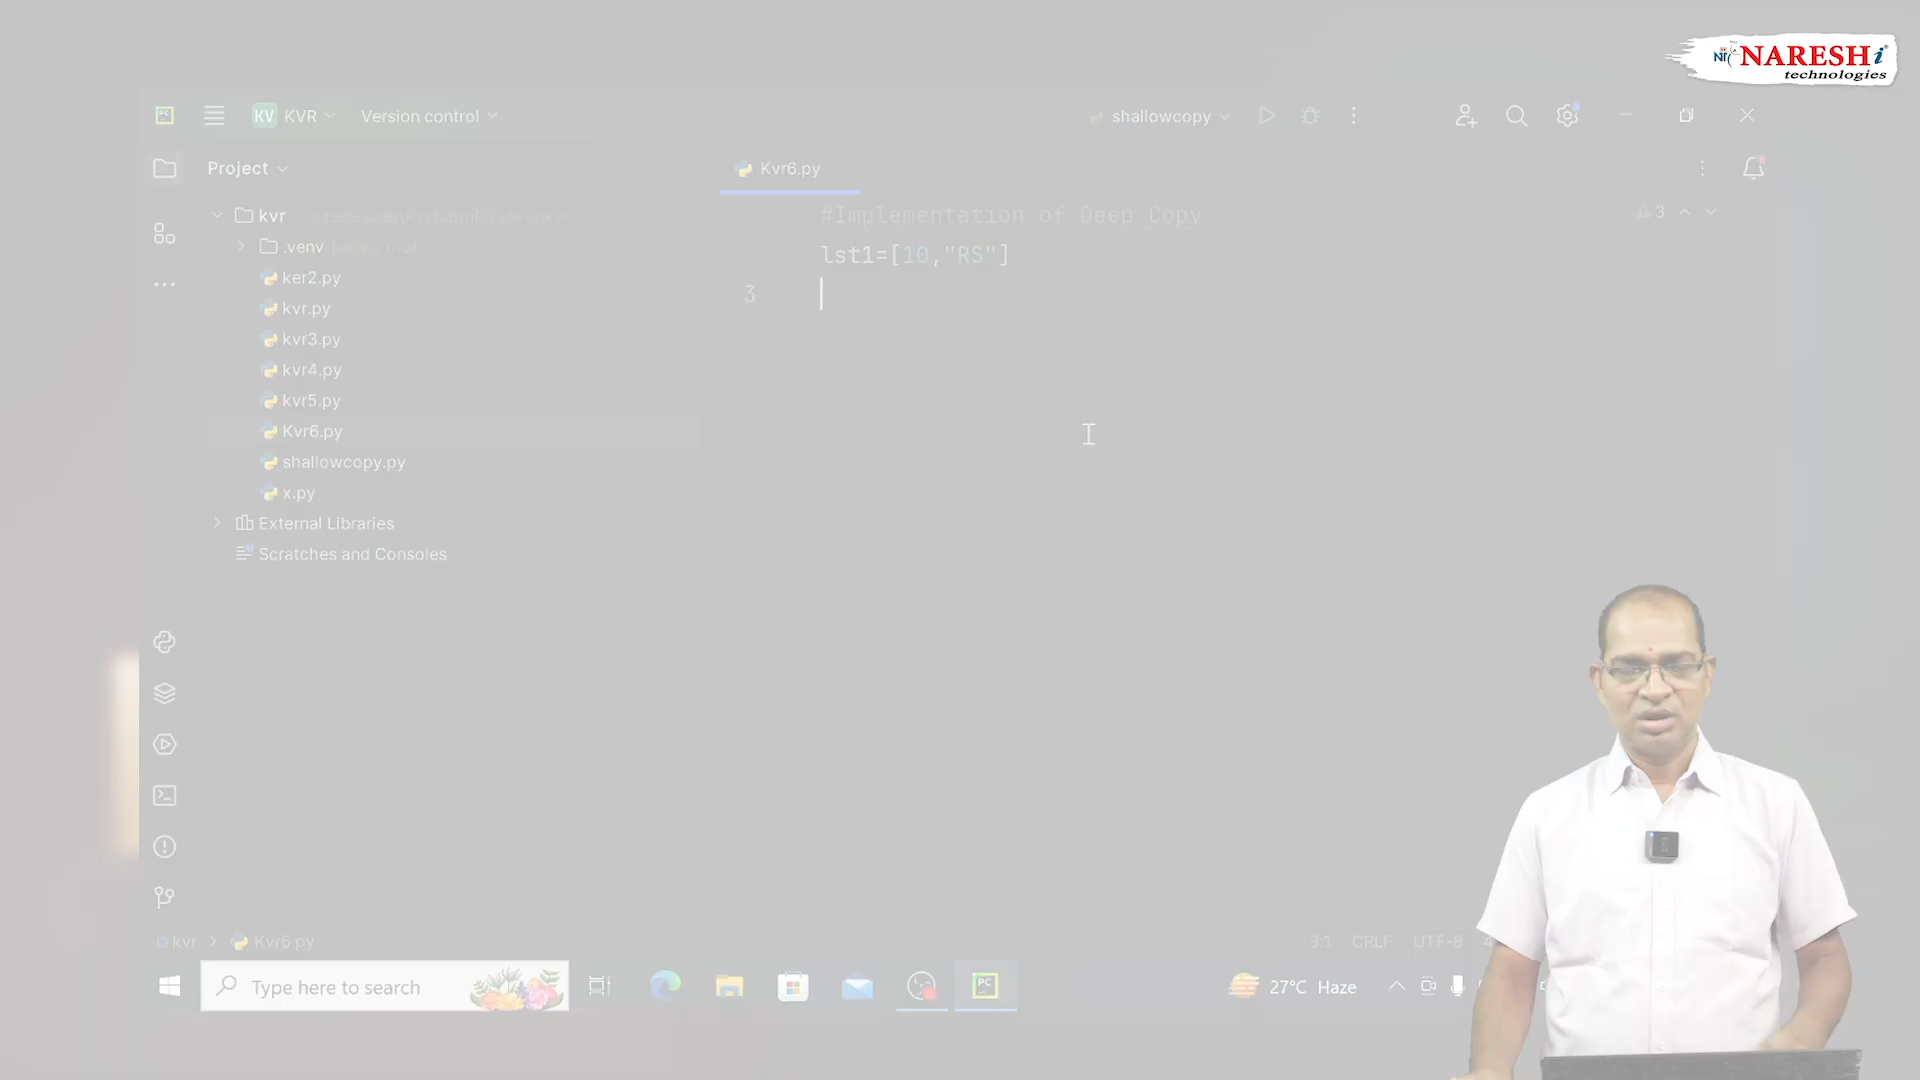 NARESH i
technologies
KV KVR
Version control
shallowcopy
Project
Kvr6.py
kvr
#Implementation of Deep Copy
3
.venv
lst1=[10,"RS"]
ker2.py
3
kvr.py
kvr3.py
kvr4.py
kvr5.py
Kvr6.py
shallowcopy.py
x.py
External Libraries
Scratches and Consoles
kvr > Kvr6.py
3:1 CRLF UTF-8
Type here to search
PC
27°C Haze